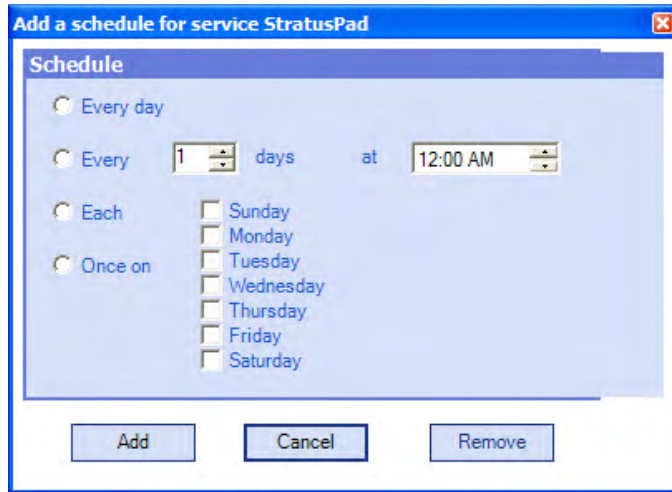 Add a schedule for service StratusPad
Schedule
Every day
Every 1 days at 12:00 AM
Each Sunday
Monday
Once on Tuesday
Wednesday
Thursday
Friday
Saturday
Add Cancel Remove